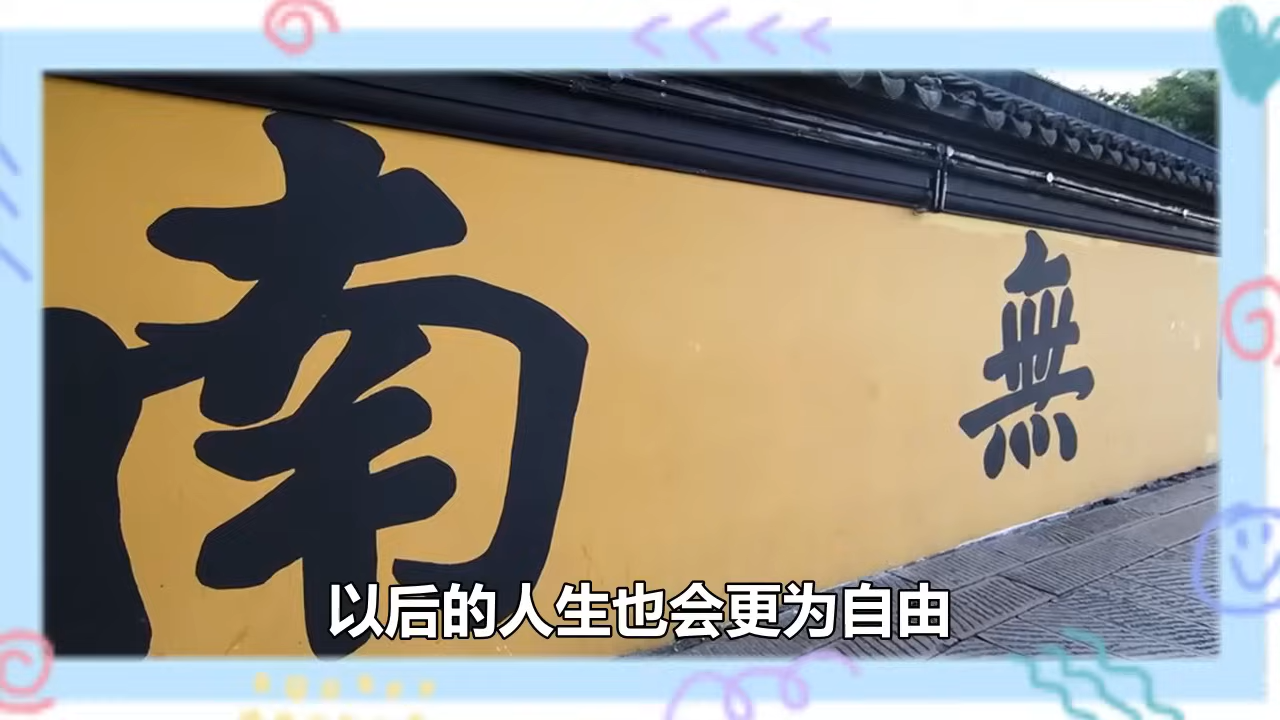 南
無
以后的人生也会更为自由